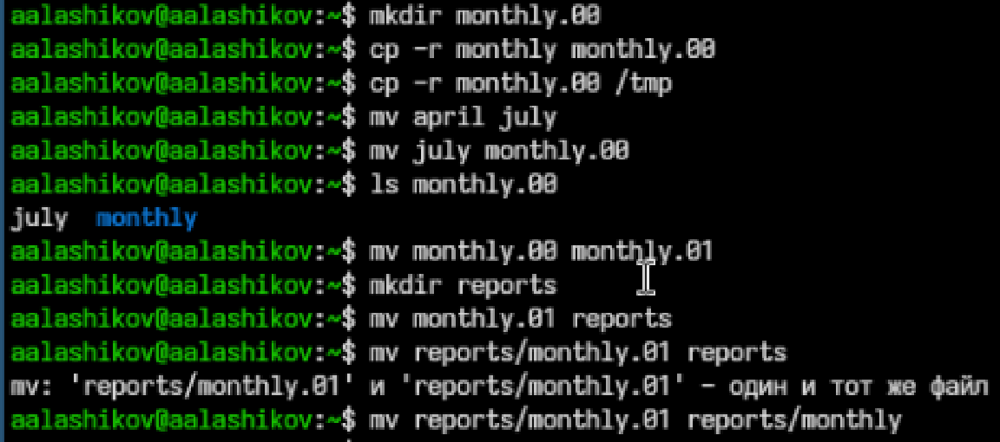 aalashikov@aalashikov:~$ mkdir monthly.00
aalashikov@aalashikov:~$ cp -r monthly monthly.00
aalashikov@aalashikov:~$ cp -r monthly.00 /tmp
aalashikov@aalashikov:~$ mv april july
aalashikov@aalashikov:~$ mv july monthly.00
aalashikov@aalashikov:~$ ls monthly.00
july  monthly
aalashikov@aalashikov:~$ mv monthly.00 monthly.01
aalashikov@aalashikov:~$ mkdir reports
aalashikov@aalashikov:~$ mv monthly.01 reports
aalashikov@aalashikov:~$ mv reports/monthly.01 reports
mv: 'reports/monthly.01' и 'reports/monthly.01' - один и тот же файл
aalashikov@aalashikov:~$ mv reports/monthly.01 reports/monthly